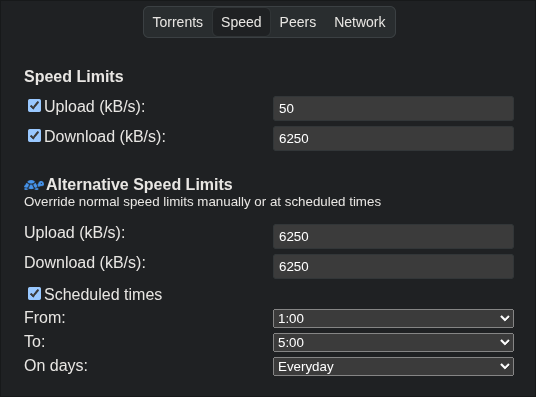 Torrents Speed Peers Network
Speed Limits
Upload (kB/s): 50
Download (kB/s): 6250
Alternative Speed Limits
Override normal speed limits manually or at scheduled times
Upload (kB/s): 6250
Download (kB/s): 6250
Scheduled times
From: 1:00
To: 5:00
On days: Everyday